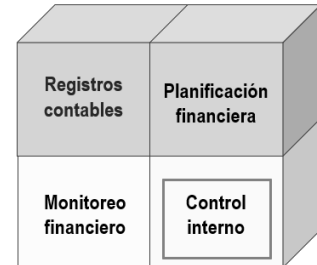 Registros
contables
Planificación
financiera
Monitoreo
financiero
Control
interno